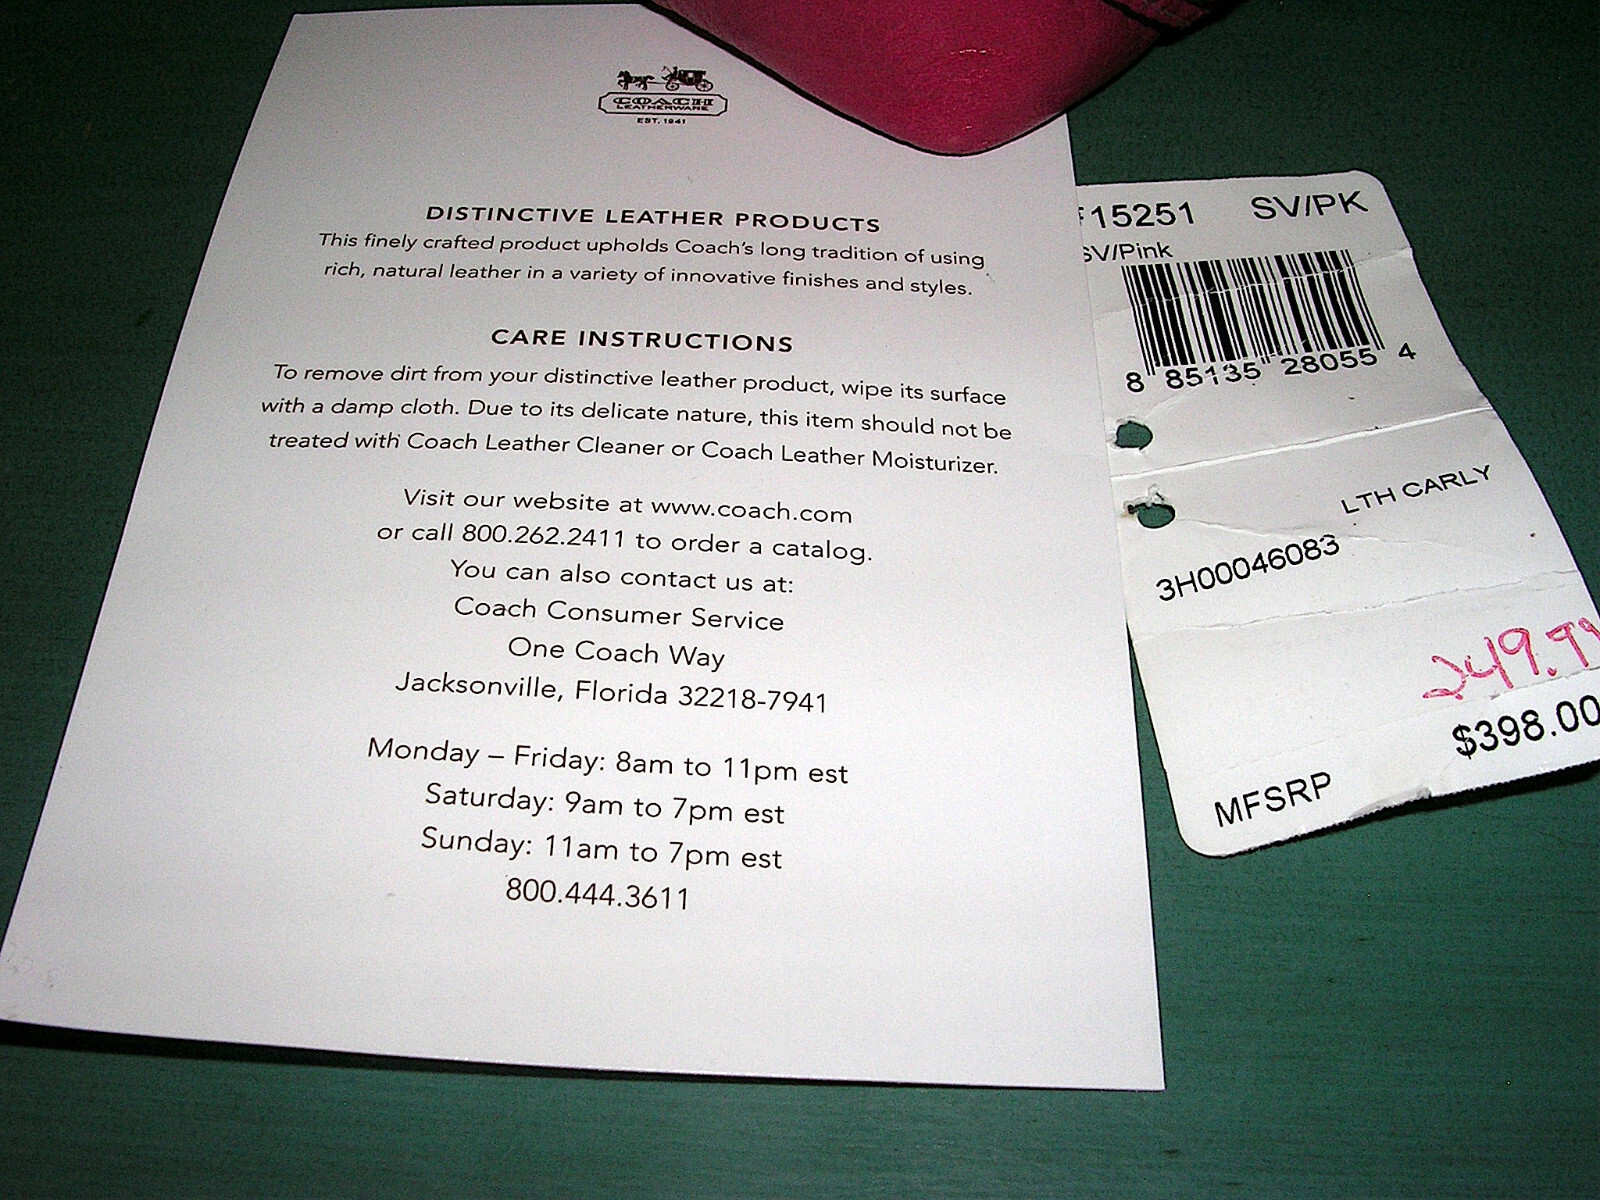 COACH
LEATHERWARE
EST. 1941
DISTINCTIVE LEATHER PRODUCTS
This finely crafted product upholds Coach's long tradition of using
rich, natural leather in a variety of innovative finishes and styles.
CARE INSTRUCTIONS
To remove dirt from your distinctive leather product, wipe its surface
with a damp cloth. Due to its delicate nature, this item should not be
treated with Coach Leather Cleaner or Coach Leather Moisturizer.
Visit our website at www.coach.com
or call 800.262.2411 to order a catalog.
You can also contact us at:
Coach Consumer Service
One Coach Way
Jacksonville, Florida 32218-7941
Monday – Friday: 8am to 11pm est
Saturday: 9am to 7pm est
Sunday: 11am to 7pm est
800.444.3611
F15251 SV/PK
SV/Pink
8 85135 28055 4
LTH CARLY
3H00046083
249.99
$398.00
MFSRP